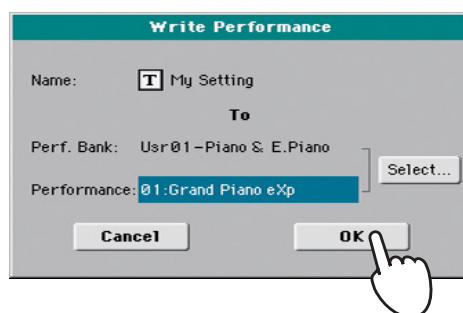 Write Performance
Name: T My Setting
To
Perf. Bank: Usr01-Piano & E.Piano
Select...
Performance: 01:Grand Piano eXp
Cancel OK